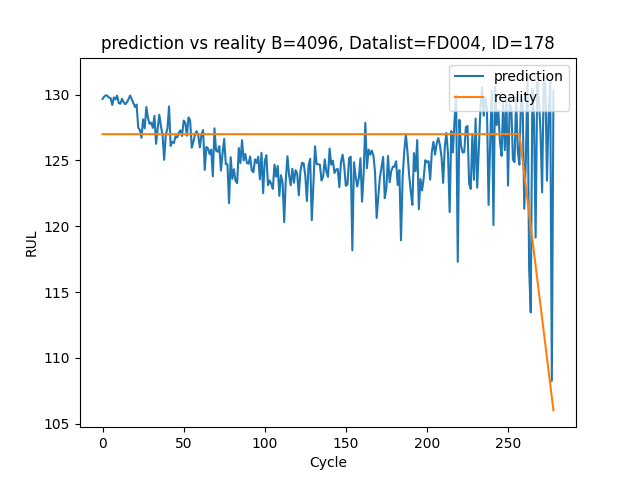 prediction vs reality B=4096, Datalist=FD004, ID=178
prediction
reality
130
125
120
115
110
105
RUL
0
50
100
150
200
250
Cycle